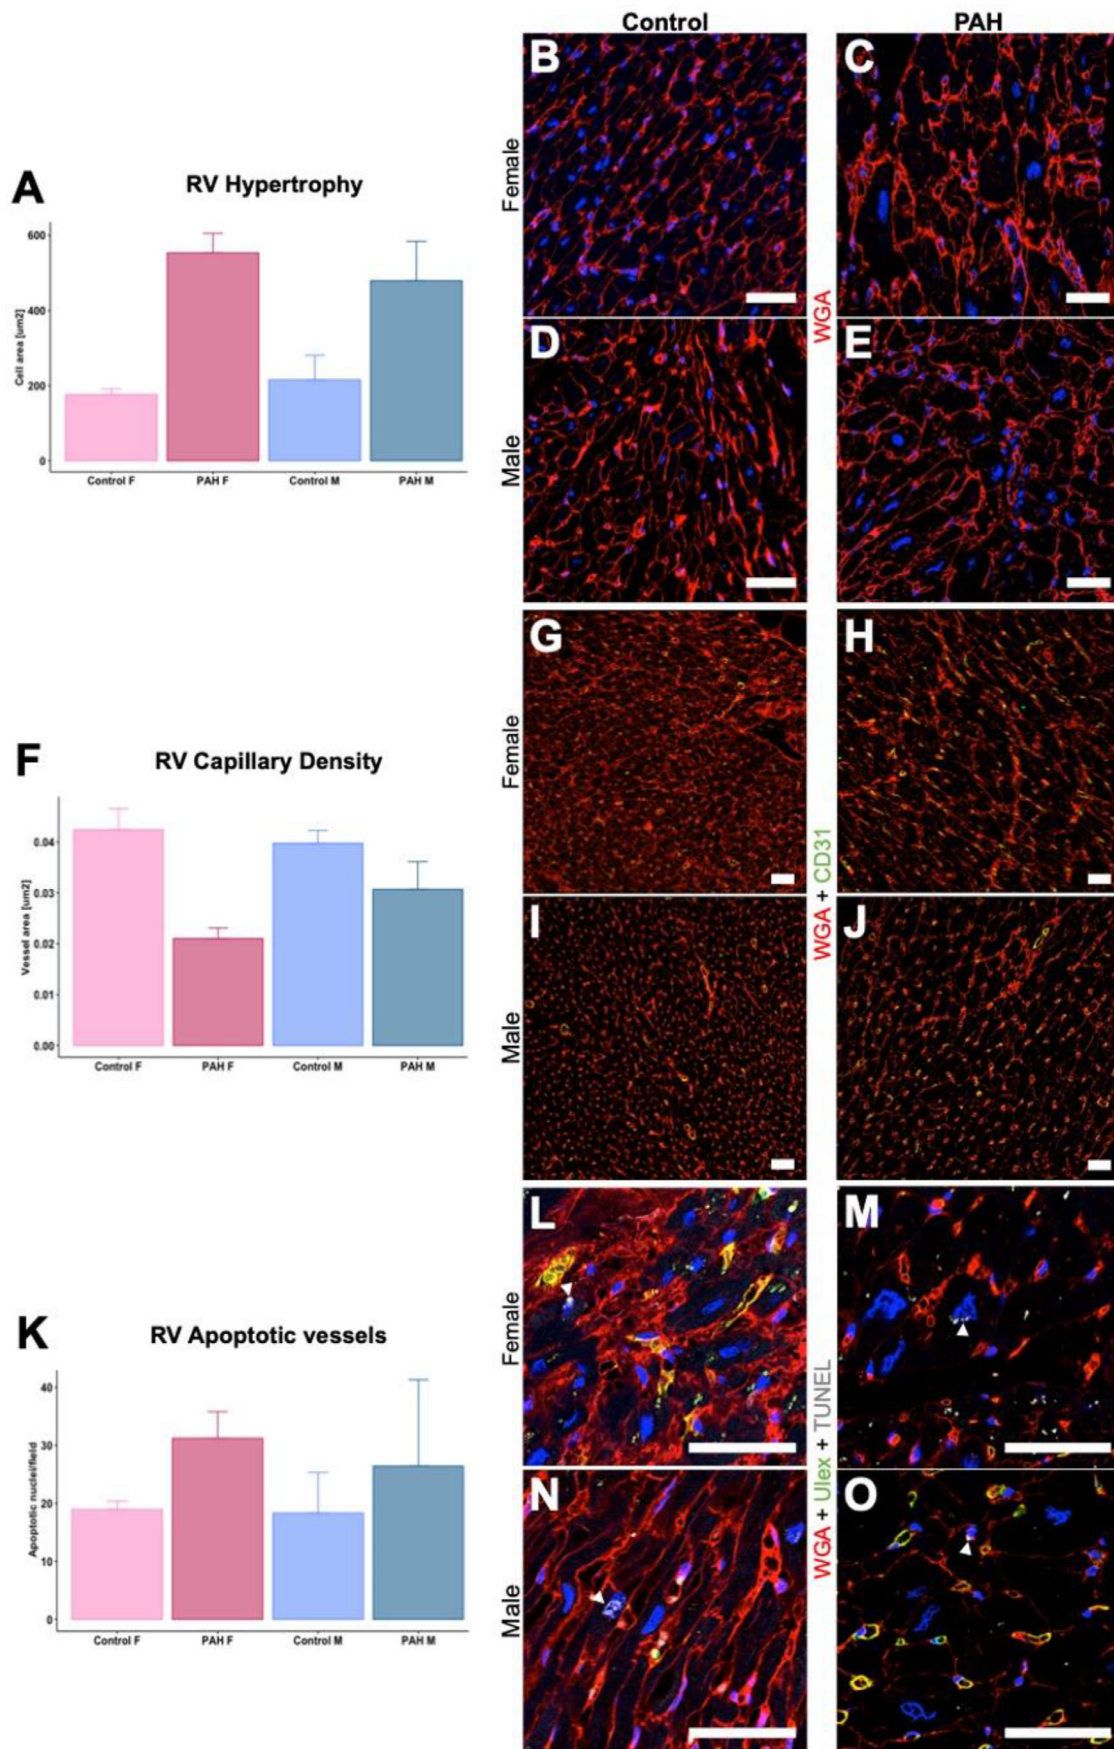 Control
PAH
A
RV Hypertrophy
Cell area [um2]
600
400
200
0
Control F
PAH F
Control M
PAH M
Female
B
C
Male
D
E
WGA
F
RV Capillary Density
Vessel area [um2]
0.04
0.03
0.02
0.01
0.00
Control F
PAH F
Control M
PAH M
Female
G
H
Male
I
J
WGA + CD31
K
RV Apoptotic vessels
Apoptotic nuclei/field
40
30
20
10
0
Control F
PAH F
Control M
PAH M
Female
L
M
Male
N
O
WGA + Ulex + TUNEL